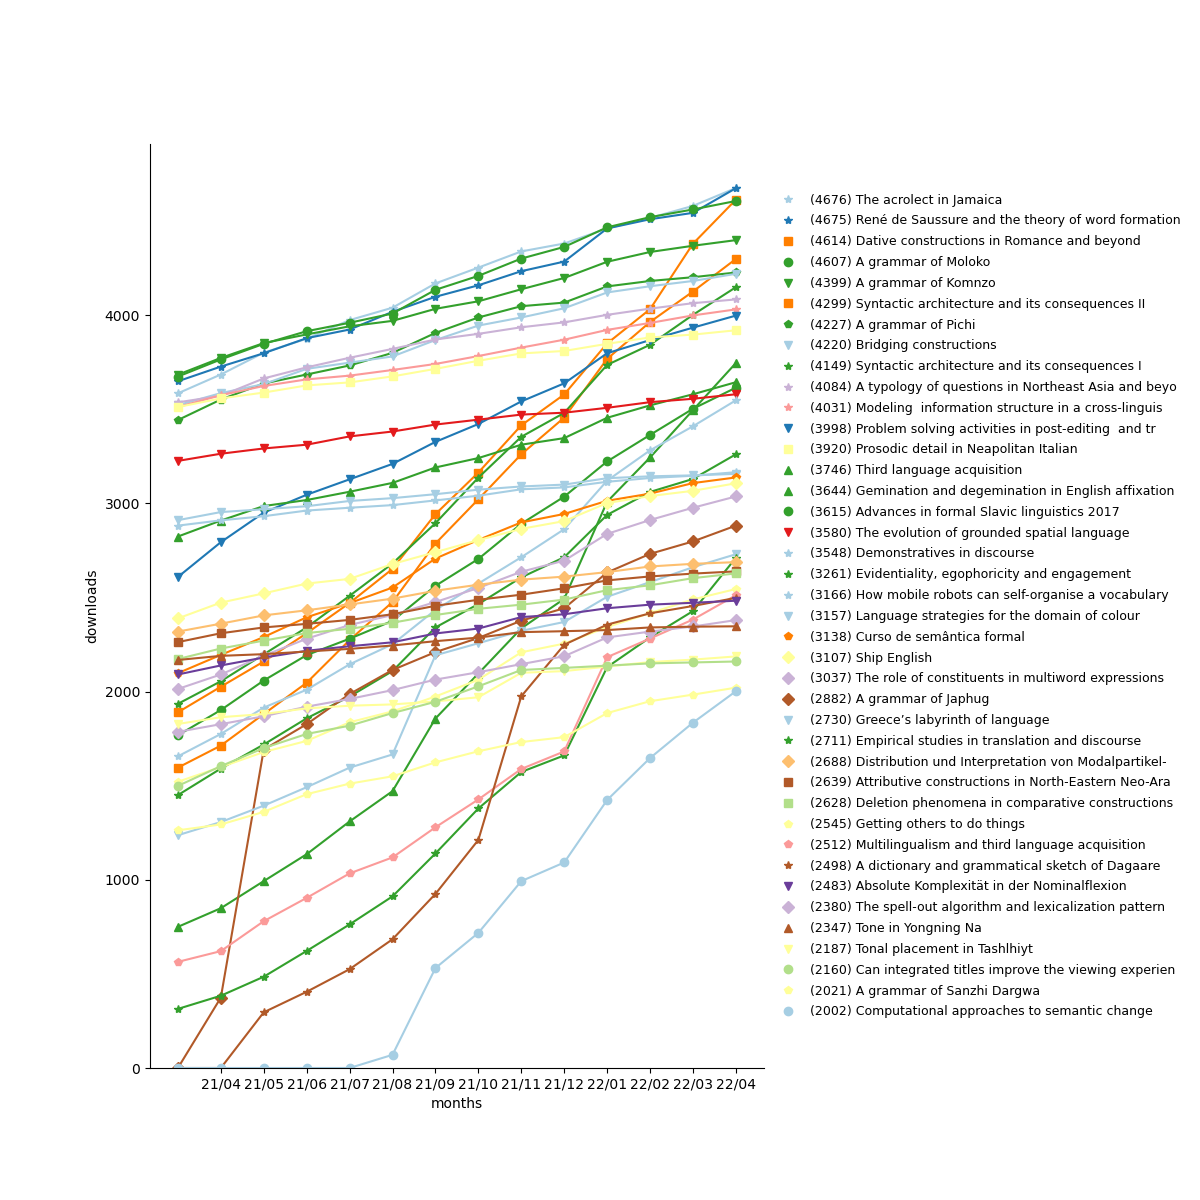 downloads
4000
3000
2000
1000
0
21/04 21/05 21/06 21/07 21/08 21/09 21/10 21/11 21/12 22/01 22/02 22/03 22/04
months
(4676) The acrolect in Jamaica
(4675) René de Saussure and the theory of word formation
(4614) Dative constructions in Romance and beyond
(4607) A grammar of Moloko
(4399) A grammar of Komnzo
(4299) Syntactic architecture and its consequences II
(4227) A grammar of Pichi
(4220) Bridging constructions
(4149) Syntactic architecture and its consequences I
(4084) A typology of questions in Northeast Asia and beyo
(4031) Modeling  information structure in a cross-linguis
(3998) Problem solving activities in post-editing  and tr
(3920) Prosodic detail in Neapolitan Italian
(3746) Third language acquisition
(3644) Gemination and degemination in English affixation
(3615) Advances in formal Slavic linguistics 2017
(3580) The evolution of grounded spatial language
(3548) Demonstratives in discourse
(3261) Evidentiality, egophoricity and engagement
(3166) How mobile robots can self-organise a vocabulary
(3157) Language strategies for the domain of colour
(3138) Curso de semântica formal
(3107) Ship English
(3037) The role of constituents in multiword expressions
(2882) A grammar of Japhug
(2730) Greece’s labyrinth of language
(2711) Empirical studies in translation and discourse
(2688) Distribution und Interpretation von Modalpartikel-
(2639) Attributive constructions in North-Eastern Neo-Ara
(2628) Deletion phenomena in comparative constructions
(2545) Getting others to do things
(2512) Multilingualism and third language acquisition
(2498) A dictionary and grammatical sketch of Dagaare
(2483) Absolute Komplexität in der Nominalflexion
(2380) The spell-out algorithm and lexicalization pattern
(2347) Tone in Yongning Na
(2187) Tonal placement in Tashlhiyt
(2160) Can integrated titles improve the viewing experien
(2021) A grammar of Sanzhi Dargwa
(2002) Computational approaches to semantic change